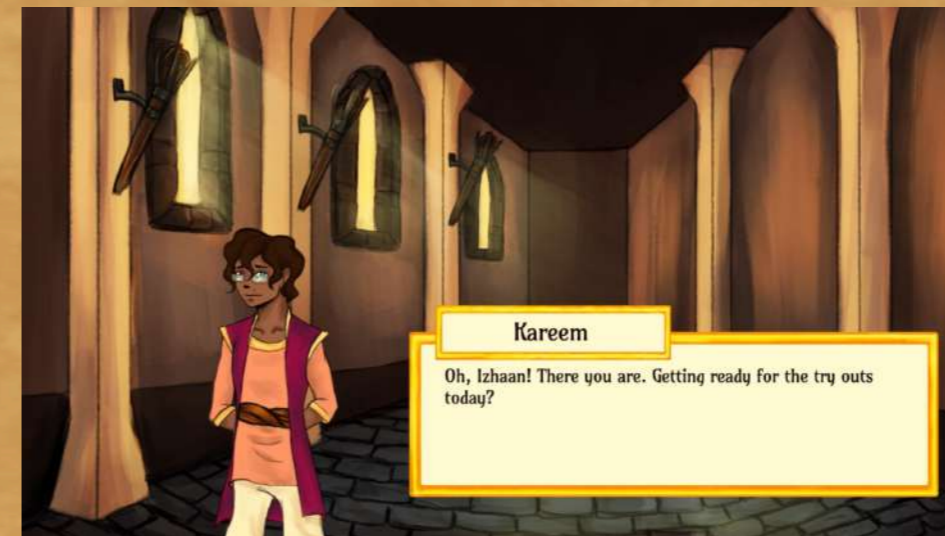 Kareem
Oh, Izhaan! There you are. Getting ready for the try outs
today?